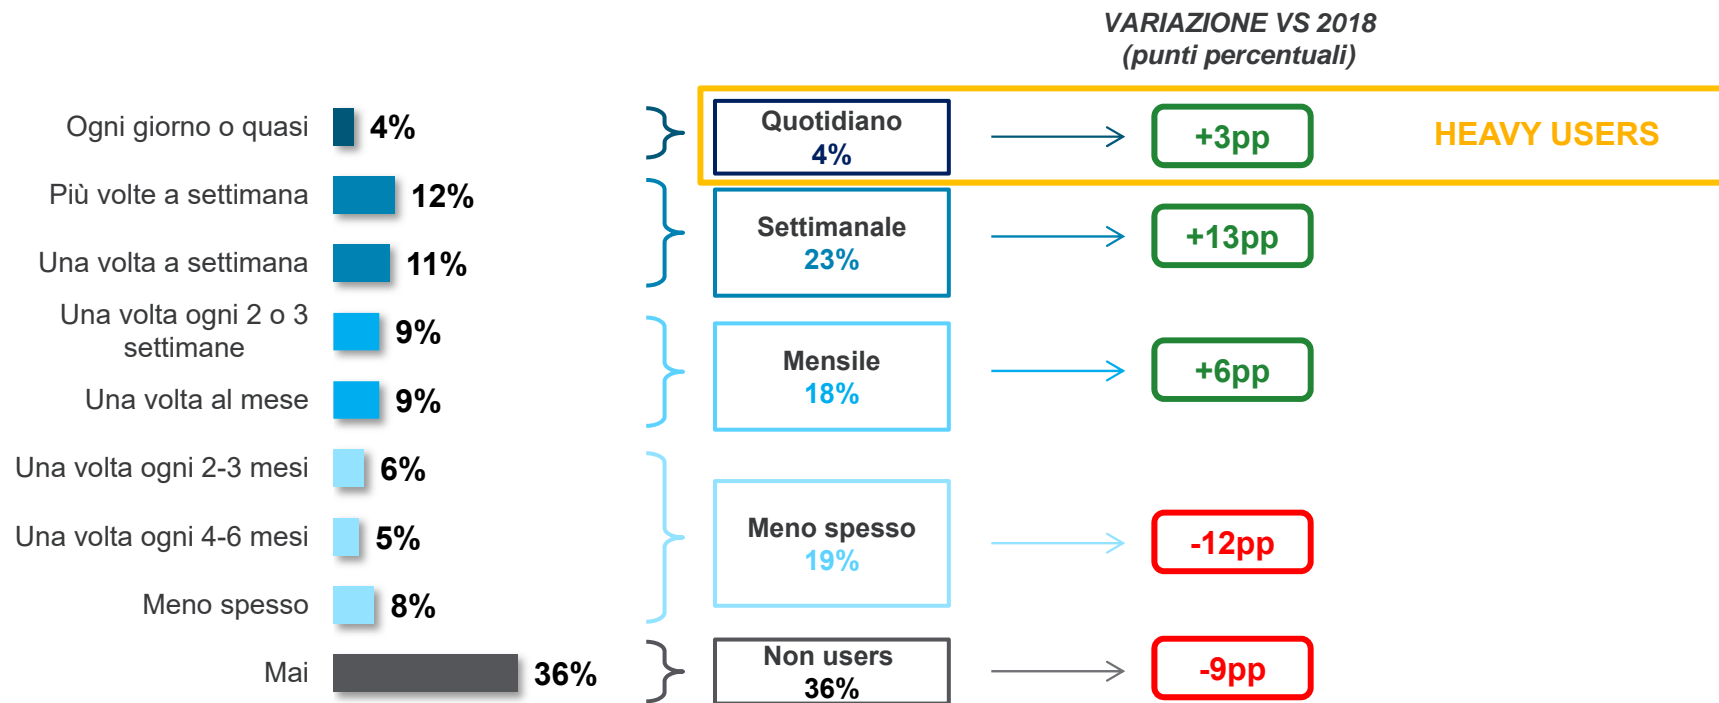 VARIAZIONE VS 2018
(punti percentuali)
Ogni giorno o quasi
4%
Quotidiano
4%
+3pp
HEAVY USERS
Più volte a settimana
12%
Una volta a settimana
11%
Settimanale
23%
+13pp
Una volta ogni 2 o 3
settimane
9%
Una volta al mese
9%
Mensile
18%
+6pp
Una volta ogni 2-3 mesi
6%
Una volta ogni 4-6 mesi
5%
Meno spesso
8%
Meno spesso
19%
-12pp
Mai
36%
Non users
36%
-9pp